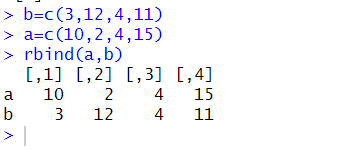 > b=c(3,12,4,11)
> a=c(10,2,4,15)
> rbind(a,b)
  [,1] [,2] [,3] [,4]
a   10    2    4   15
b    3   12    4   11
>